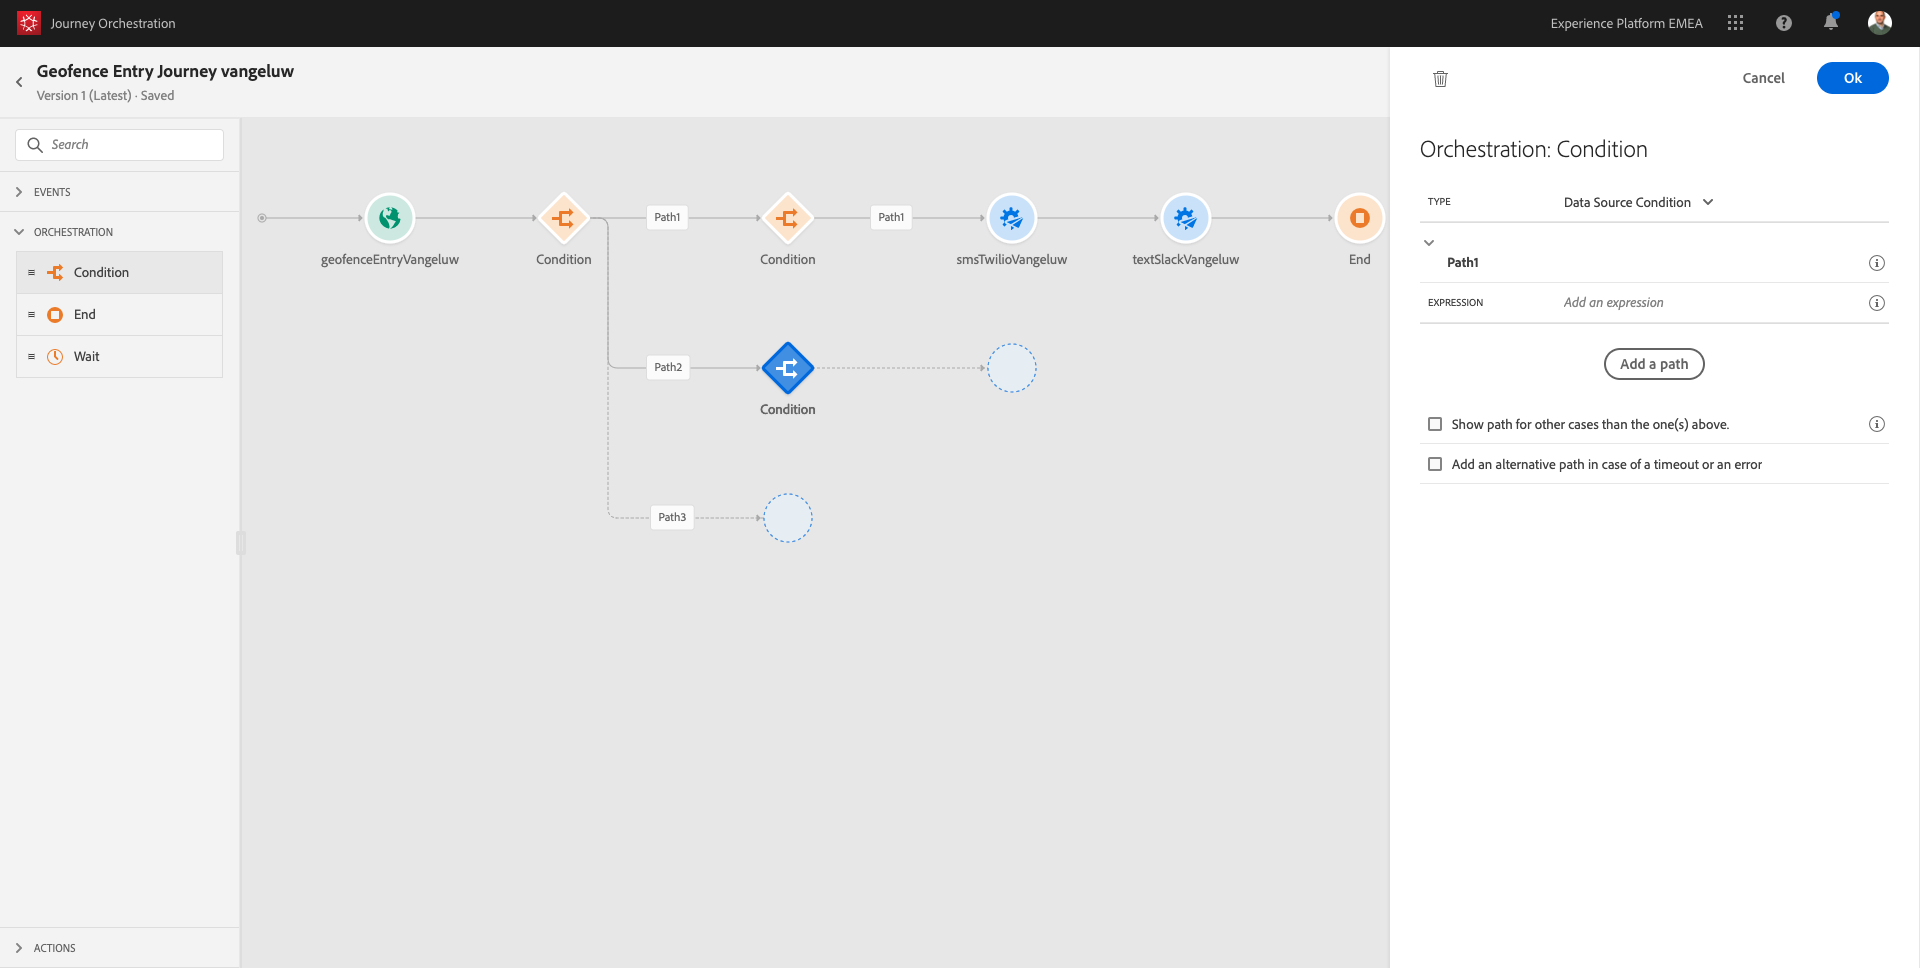 Journey Orchestration
Experience Platform EMEA
Geofence Entry Journey vangeluw
Version 1 (Latest) · Saved
Cancel
Ok
Search
EVENTS
ORCHESTRATION
Condition
End
Wait
ACTIONS
geofenceEntryVangeluw
Condition
Path1
Condition
Path1
smsTwilioVangeluw
textSlackVangeluw
End
Path2
Condition
Path3
Orchestration: Condition
TYPE
Data Source Condition
Path1
EXPRESSION
Add an expression
Add a path
Show path for other cases than the one(s) above.
Add an alternative path in case of a timeout or an error